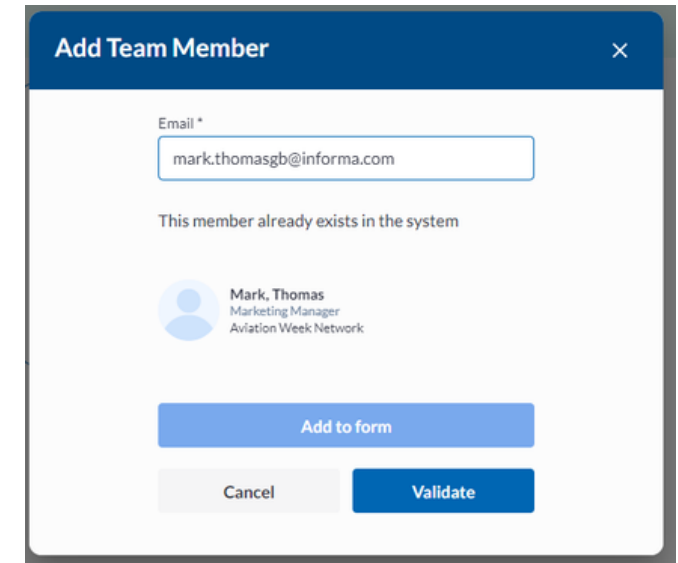 Add Team Member
Email *
mark.thomasgb@informa.com
This member already exists in the system
Mark, Thomas
Marketing Manager
Aviation Week Network
Add to form
Cancel
Validate